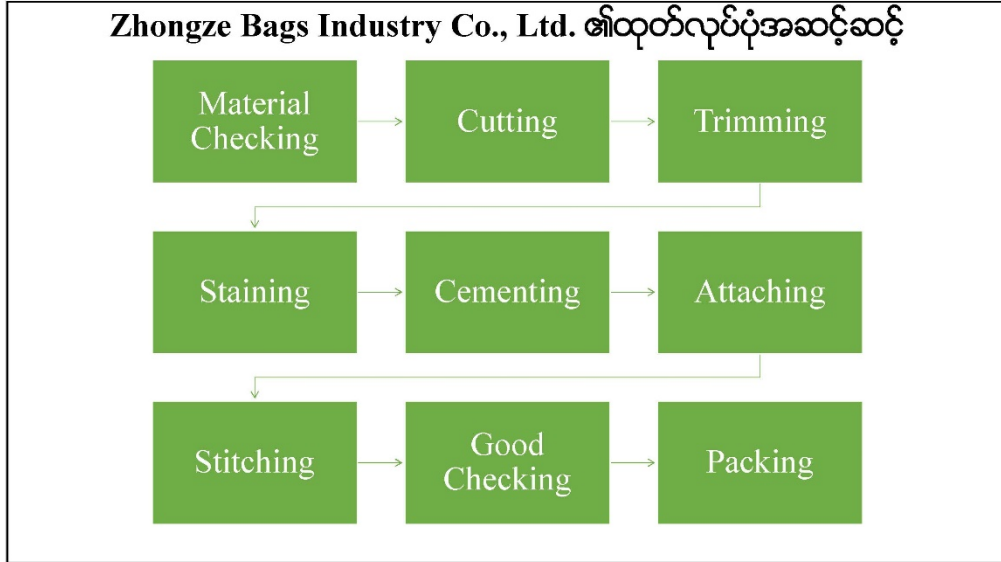 Zhongze Bags Industry Co., Ltd. ၏ထုတ်လုပ်ပုံအဆင့်ဆင့်
Material
Checking
Cutting
Trimming
Staining
Cementing
Attaching
Stitching
Good
Checking
Packing